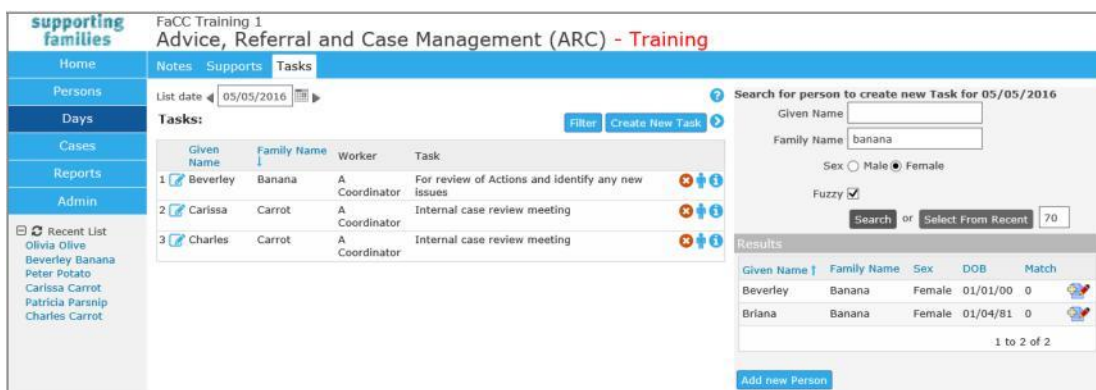 supporting
families
FaCC Training 1
Advice, Referral and Case Management (ARC) - Training
Home
Persons
Days
Cases
Reports
Admin
Recent List
Olivia Olive
Beverley Banana
Peter Potato
Carissa Carrot
Patricia Parsnip
Charles Carrot
Notes Supports Tasks
List date 05/05/2016
Tasks:
Filter Create New Task
Given Name Family Name Worker Task
1 Beverley Banana A Coordinator For review of Actions and identify any new issues
2 Carissa Carrot A Coordinator Internal case review meeting
3 Charles Carrot A Coordinator Internal case review meeting
Search for person to create new Task for 05/05/2016
Given Name
Family Name banana
Sex Male Female
Fuzzy
Search or Select From Recent 70
Results
Given Name Family Name Sex DOB Match
Beverley Banana Female 01/01/00 0
Briana Banana Female 01/04/81 0
1 to 2 of 2
Add new Person